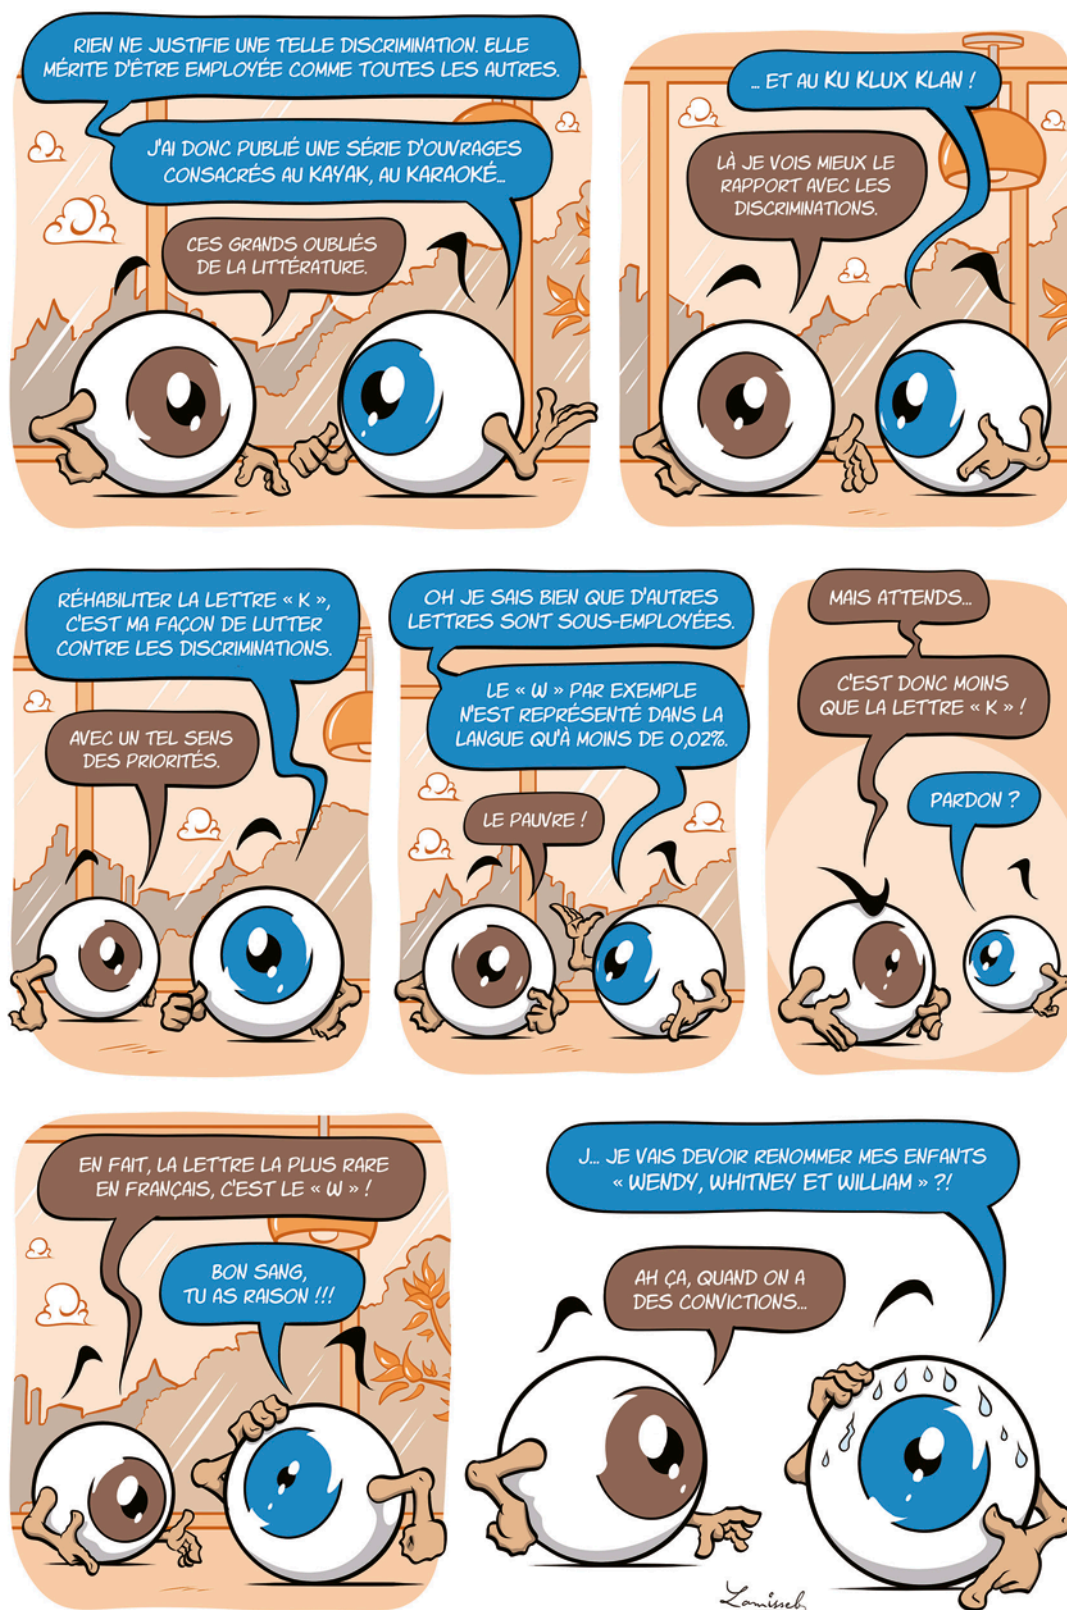 RIEN NE JUSTIFIE UNE TELLE DISCRIMINATION. ELLE
MÉRITE D'ÊTRE EMPLOYÉE COMME TOUTES LES AUTRES.
J'AI DONC PUBLIÉ UNE SÉRIE D'OUVRAGES
CONSACRÉS AU KAYAK, AU KARAOKÉ...
CES GRANDS OUBLIÉS
DE LA LITTÉRATURE.
... ET AU KU KLUX KLAN !
LÀ JE VOIS MIEUX LE
RAPPORT AVEC LES
DISCRIMINATIONS.
RÉHABILITER LA LETTRE « K »,
C'EST MA FAÇON DE LUTTER
CONTRE LES DISCRIMINATIONS.
AVEC UN TEL SENS
DES PRIORITÉS.
OH JE SAIS BIEN QUE D'AUTRES
LETTRES SONT SOUS-EMPLOYÉES.
LE « W » PAR EXEMPLE
N'EST REPRÉSENTÉ DANS LA
LANGUE QU'À MOINS DE 0,02%.
LE PAUVRE !
MAIS ATTENDS...
C'EST DONC MOINS
QUE LA LETTRE « K » !
PARDON ?
EN FAIT, LA LETTRE LA PLUS RARE
EN FRANÇAIS, C'EST LE « W » !
BON SANG,
TU AS RAISON !!!
J... JE VAIS DEVOIR RENOMMER MES ENFANTS
« WENDY, WHITNEY ET WILLIAM » ?!
AH ÇA, QUAND ON A
DES CONVICTIONS...
Lamisseb